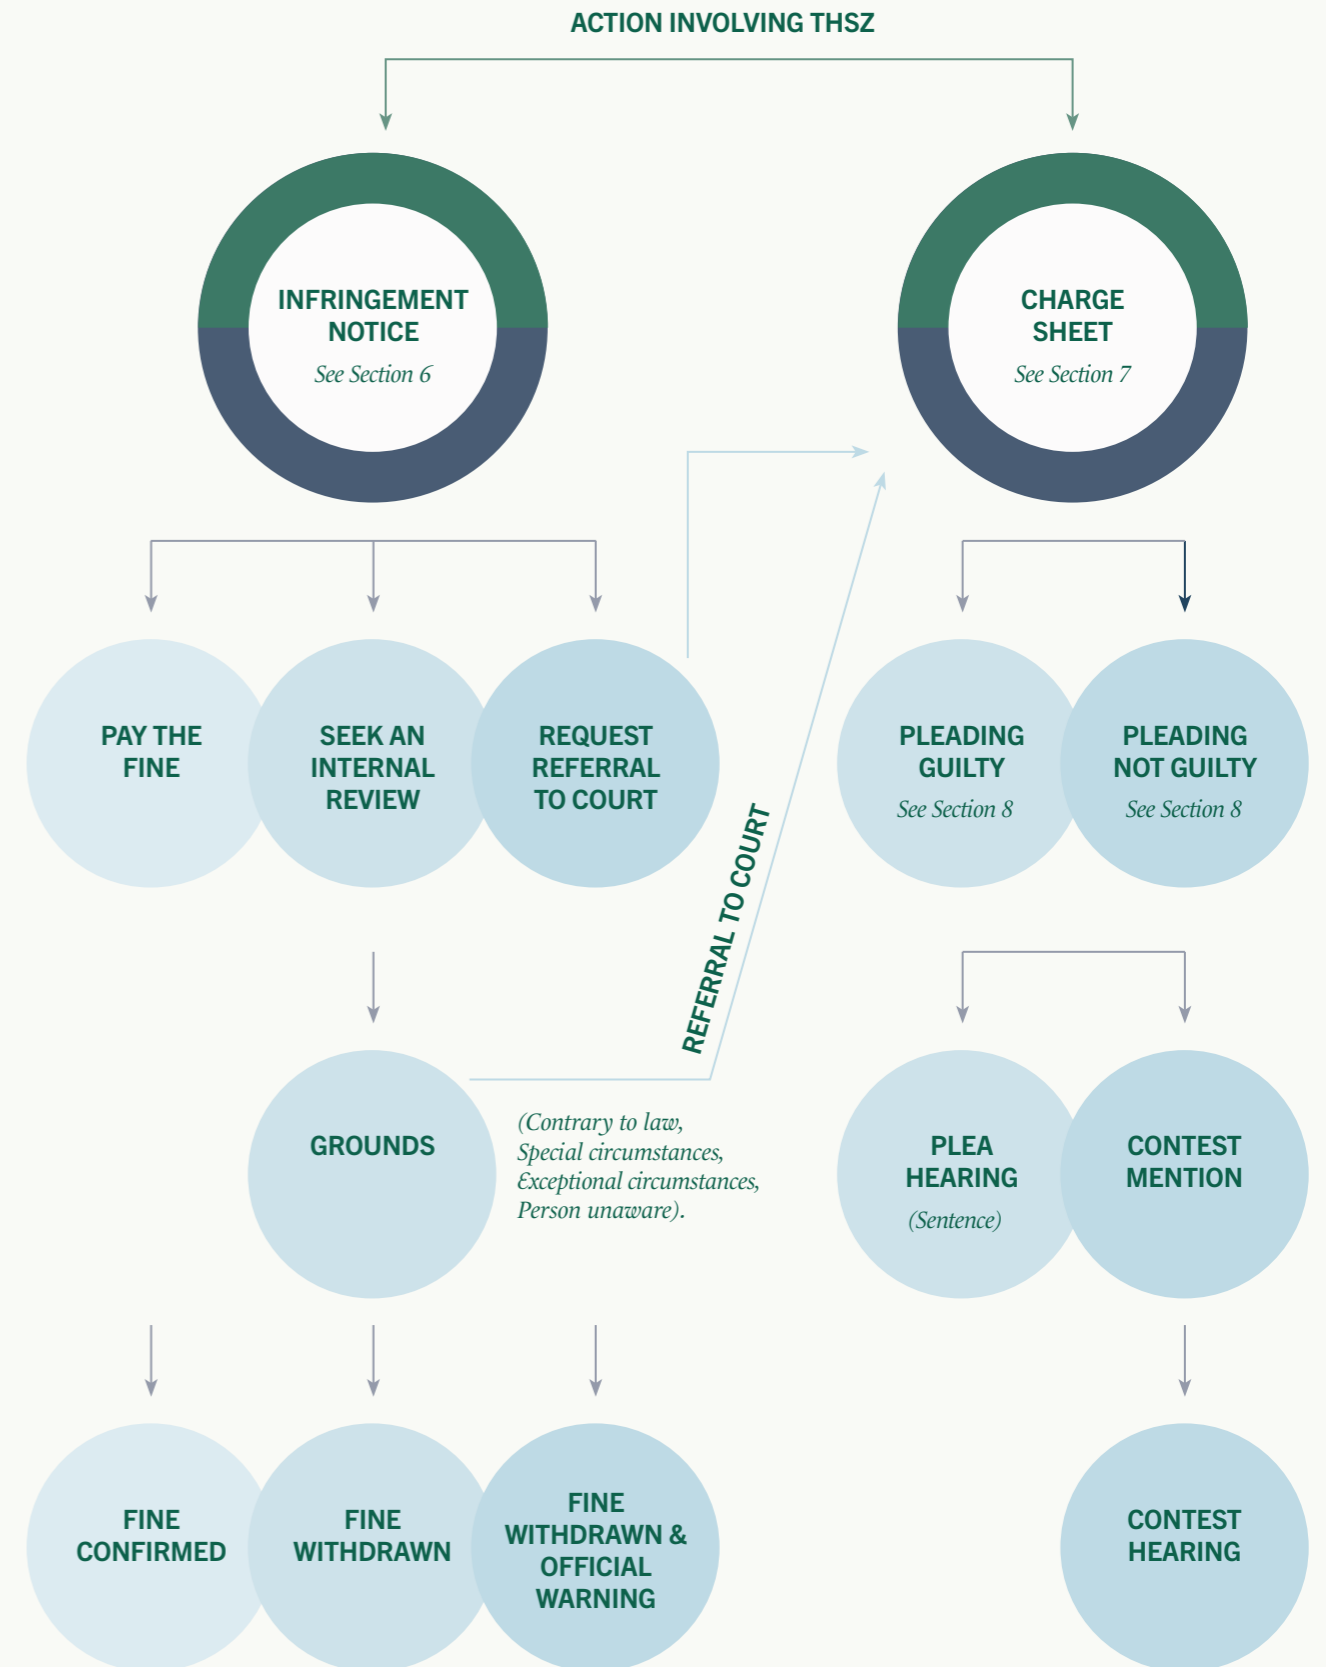 ACTION INVOLVING THSZ
INFRINGEMENT
NOTICE
See Section 6
CHARGE
SHEET
See Section 7
PAY THE
FINE
SEEK AN
INTERNAL
REVIEW
REQUEST
REFERRAL
TO COURT
PLEADING
GUILTY
See Section 8
PLEADING
NOT GUILTY
See Section 8
REFERRAL TO COURT
GROUNDS
(Contrary to law,
Special circumstances,
Exceptional circumstances,
Person unaware).
PLEA
HEARING
(Sentence)
CONTEST
MENTION
FINE
CONFIRMED
FINE
WITHDRAWN
FINE
WITHDRAWN &
OFFICIAL
WARNING
CONTEST
HEARING